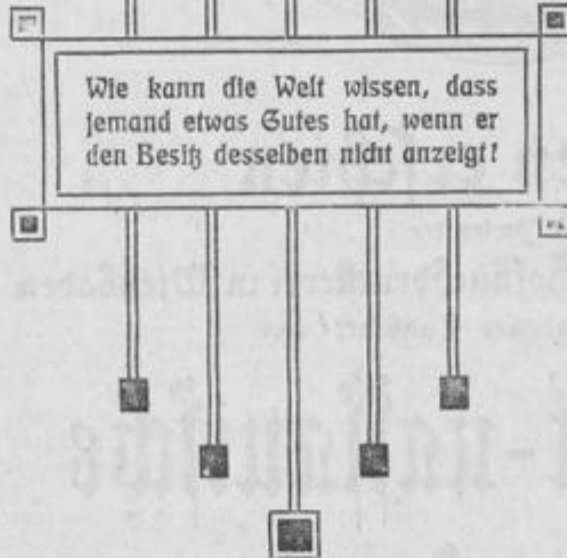 Wie kann die Welt wissen, dass
jemand etwas Gutes hat, wenn er
den Besitz desselben nicht anzeigt!